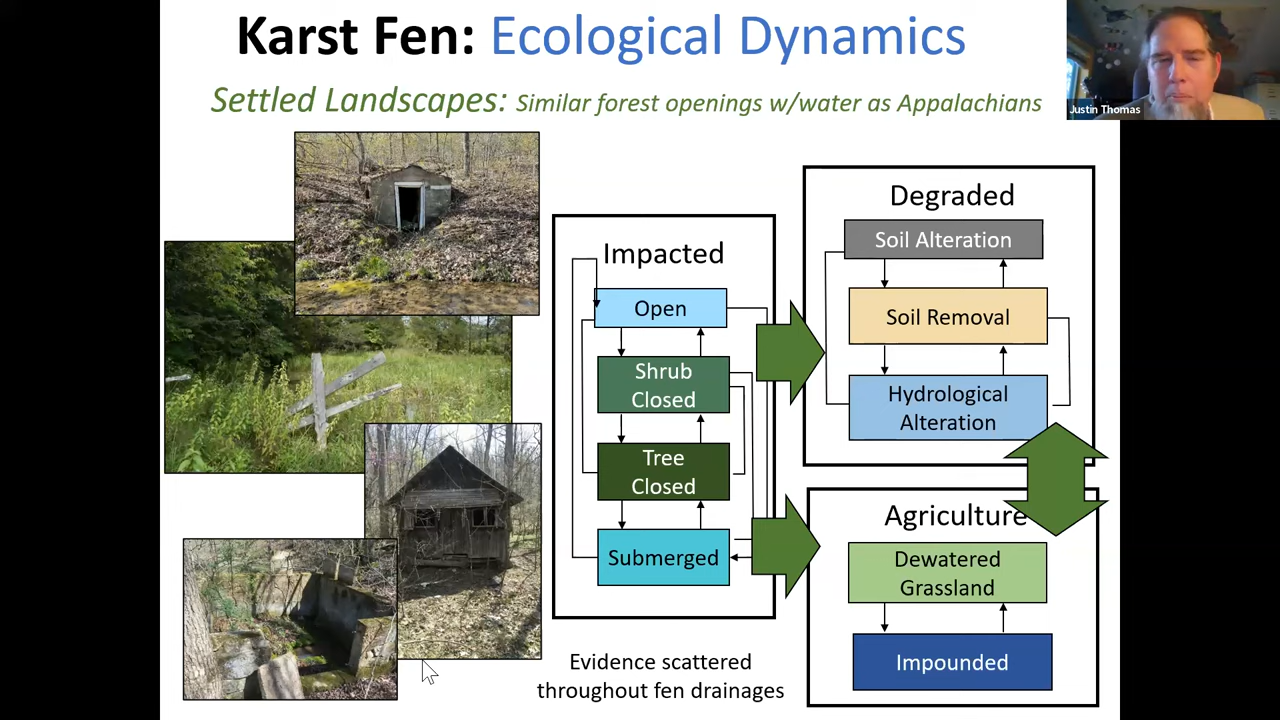 Karst Fen: Ecological Dynamics
Settled Landscapes: Similar forest openings w/water as Appalachians
Justin Thomas
Impacted
Open
Shrub
Closed
Tree
Closed
Submerged
Evidence scattered
throughout fen drainages
Degraded
Soil Alteration
Soil Removal
Hydrological
Alteration
Agriculture
Dewatered
Grassland
Impounded